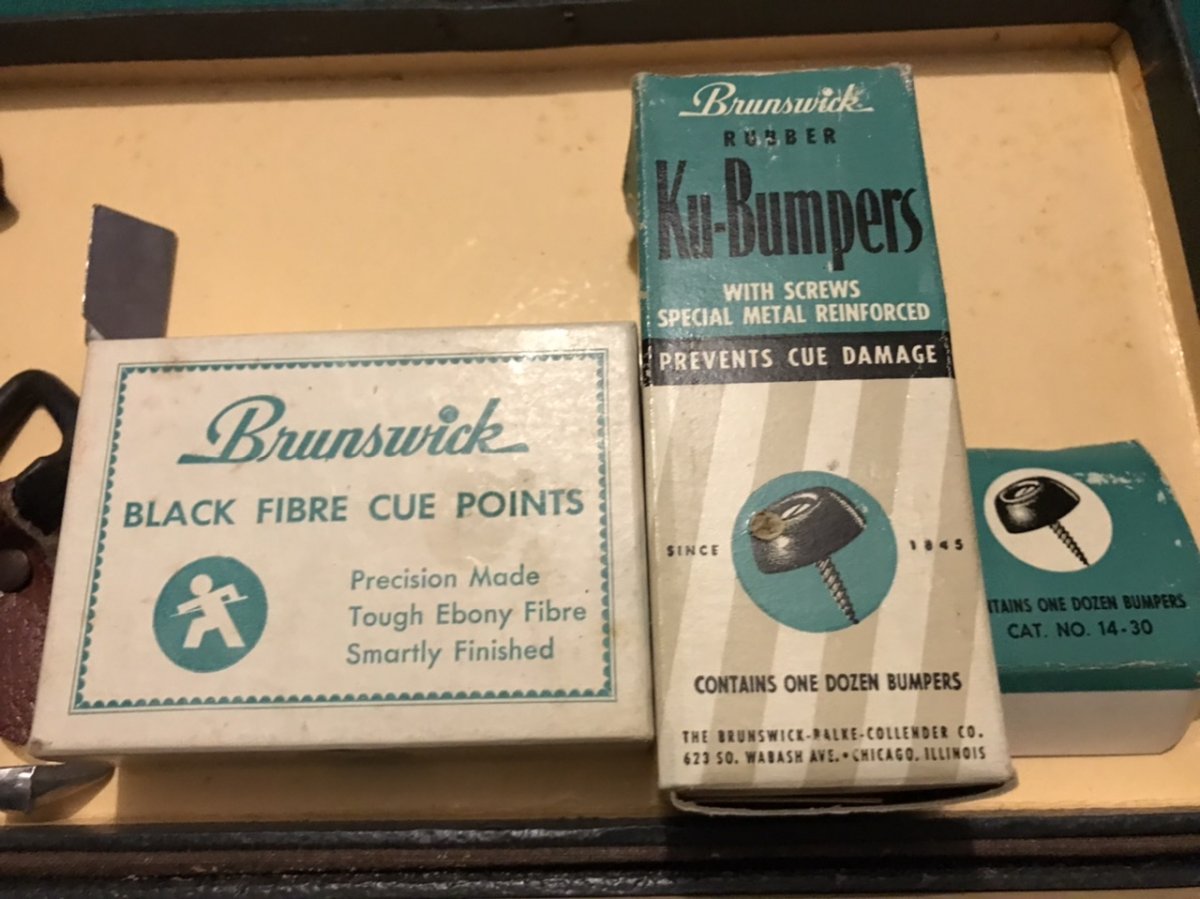 Brunswick
BLACK FIBRE CUE POINTS
Precision Made
Tough Ebony Fibre
Smartly Finished
Brunswick
RUBBER
Ku-Bumpers
WITH SCREWS
SPECIAL METAL REINFORCED
PREVENTS CUE DAMAGE
SINCE 1845
CONTAINS ONE DOZEN BUMPERS
THE BRUNSWICK-BALKE-COLLENDER CO.
623 SO. WABASH AVE. • CHICAGO, ILLINOIS
TAINS ONE DOZEN BUMPERS
CAT. NO. 14-30